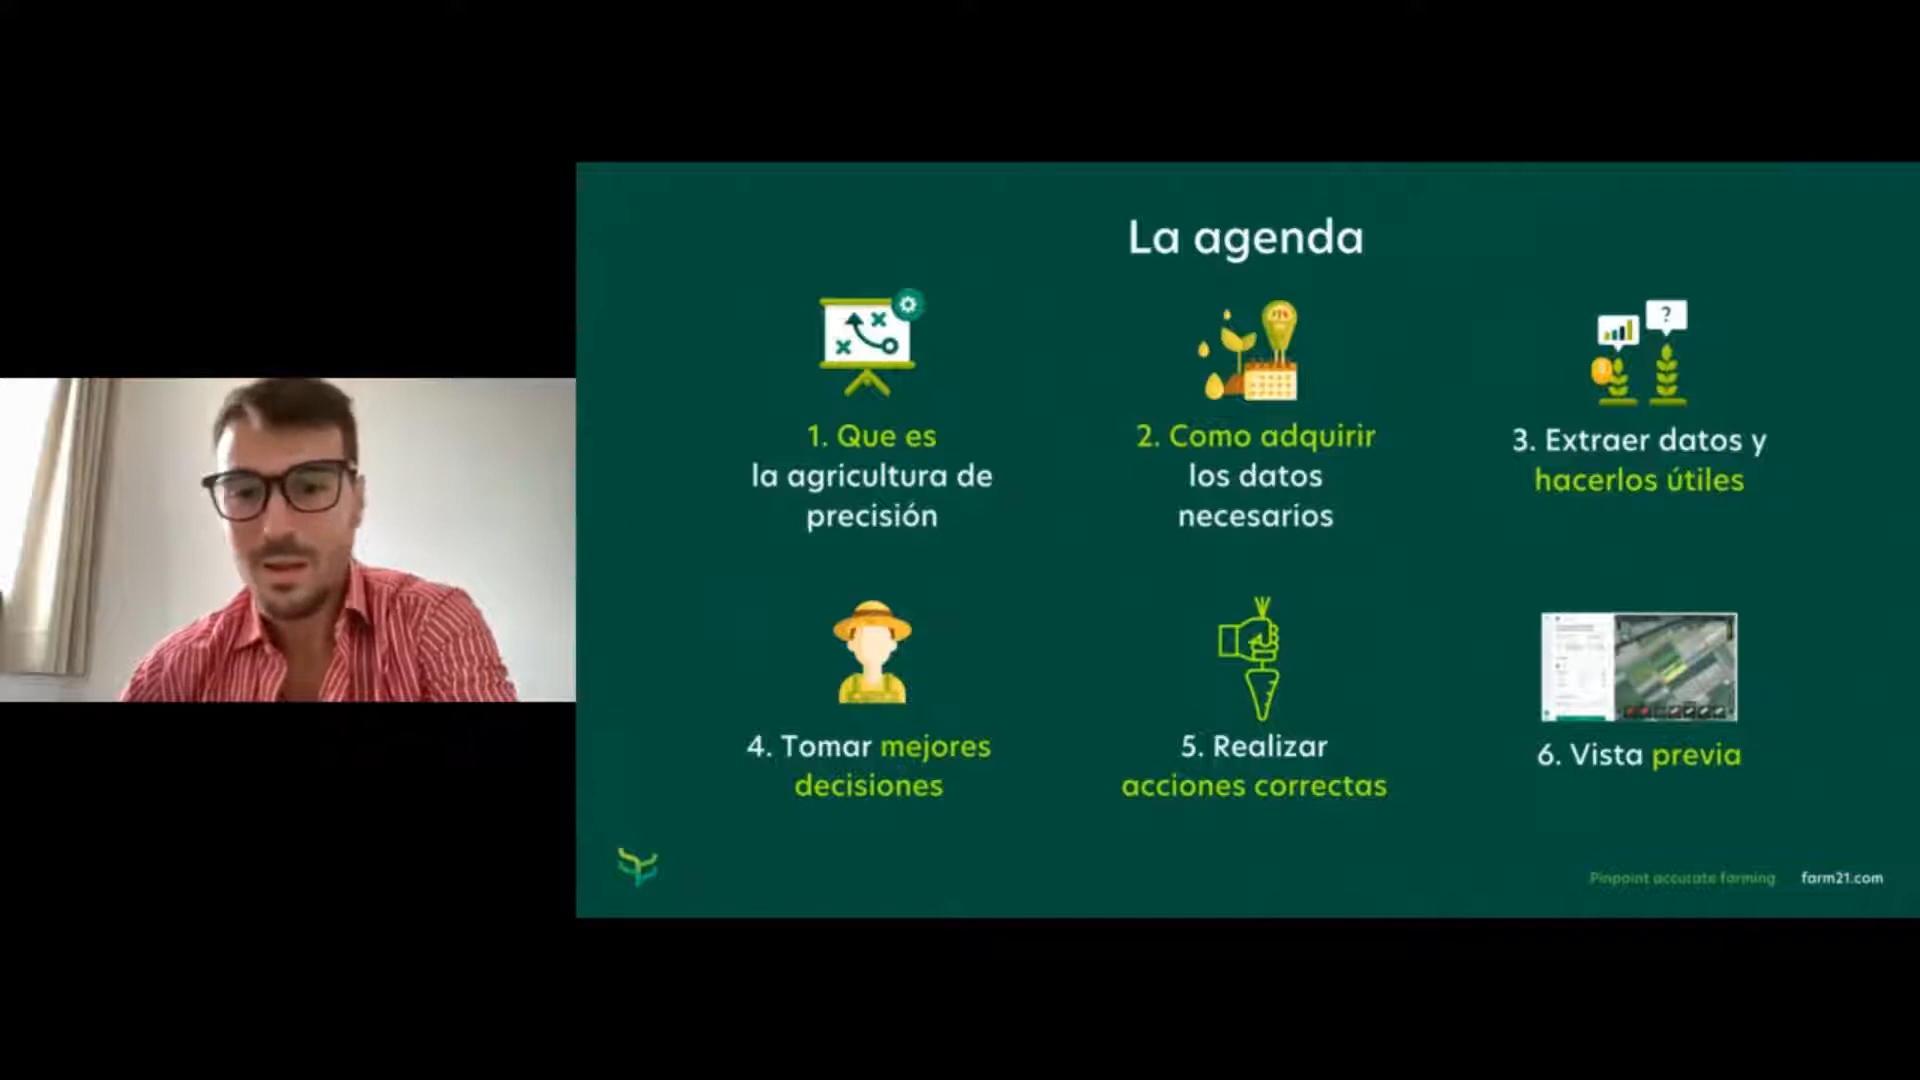 La agenda
?
1. Que es
la agricultura de
precisión
2. Como adquirir
los datos
necesarios
3. Extraer datos y
hacerlos útiles
4. Tomar mejores
decisiones
5. Realizar
acciones correctas
6. Vista previa
Pinpoint accurate farming farm21.com